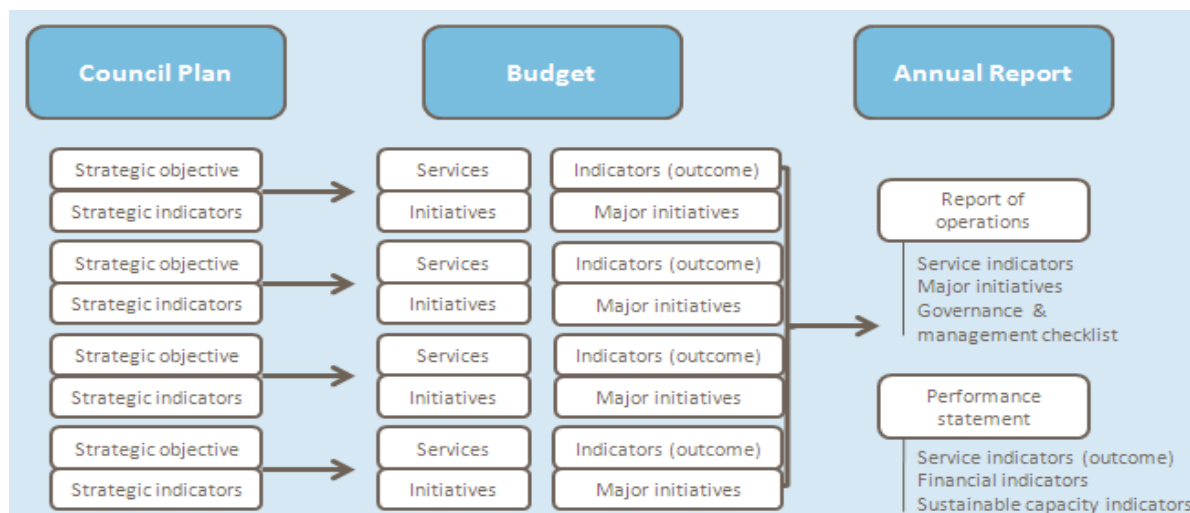 Council Plan
Budget
Annual Report
Strategic objective
Strategic indicators
Services
Initiatives
Indicators (outcome)
Major initiatives
Strategic objective
Strategic indicators
Services
Initiatives
Indicators (outcome)
Major initiatives
Strategic objective
Strategic indicators
Services
Initiatives
Indicators (outcome)
Major initiatives
Strategic objective
Strategic indicators
Services
Initiatives
Indicators (outcome)
Major initiatives
Report of
operations
Service indicators
Major initiatives
Governance &
management checklist
Performance
statement
Service indicators (outcome)
Financial indicators
Sustainable capacity indicators